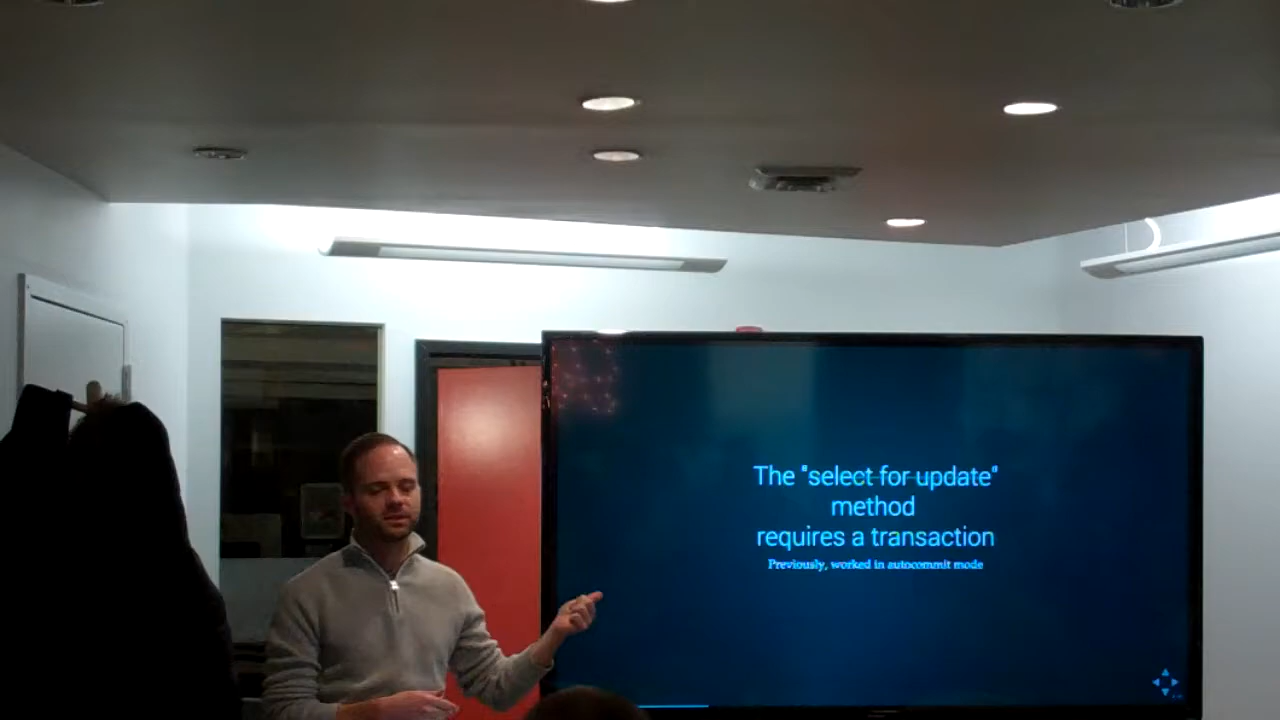 The "select for update"
method
requires a transaction
Previously, worked in autocommit mode